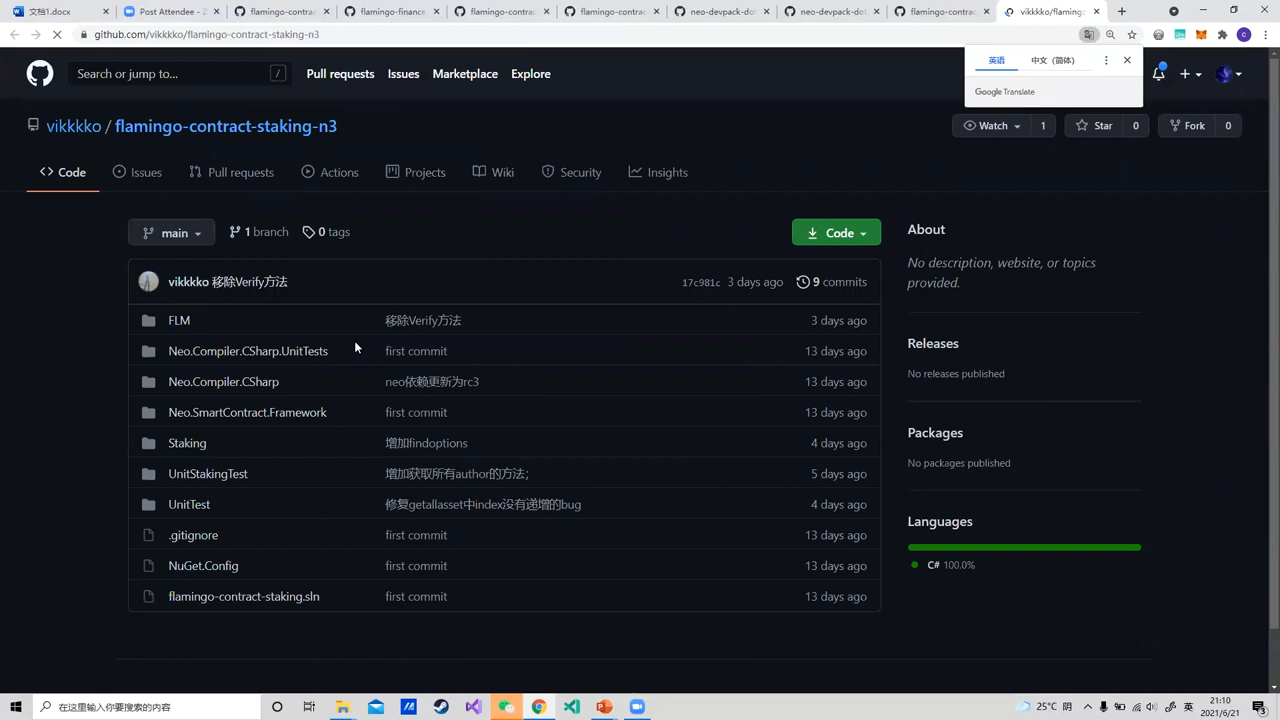 文档1.docx
Post Attendee - Z
flamingo-contrac
flamingo-finance
flamingo-contrac
flamingo-contrac
neo-devpack-dot
neo-devpack-dot
flamingo-contrac
vikkkko/flaming
github.com/vikkkko/flamingo-contract-staking-n3
英语
中文（简体）
Google Translate
Search or jump to...
/
Pull requests
Issues
Marketplace
Explore
vikkkko / flamingo-contract-staking-n3
Watch
1
Star
0
Fork
0
Code
Issues
Pull requests
Actions
Projects
Wiki
Security
Insights
main
1 branch
0 tags
Code
About
No description, website, or topics
provided.
vikkkko 移除Verify方法
17c981c 3 days ago
9 commits
FLM
移除Verify方法
3 days ago
Neo.Compiler.CSharp.UnitTests
first commit
13 days ago
Neo.Compiler.CSharp
neo依赖更新为rc3
13 days ago
Neo.SmartContract.Framework
first commit
13 days ago
Staking
增加findoptions
4 days ago
UnitStakingTest
增加获取所有author的方法；
5 days ago
UnitTest
修复getallasset中index没有递增的bug
4 days ago
.gitignore
first commit
13 days ago
NuGet.Config
first commit
13 days ago
flamingo-contract-staking.sln
first commit
13 days ago
Releases
No releases published
Packages
No packages published
Languages
C# 100.0%
在这里输入你要搜索的内容
25°C 阴
英
21:10
2021/6/21